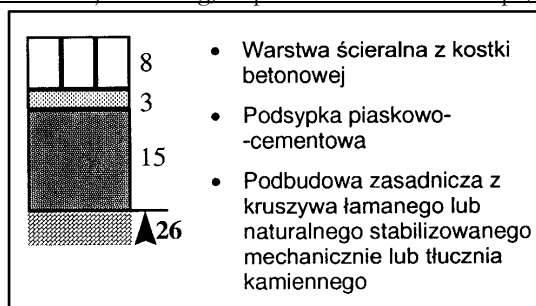 8
3
15
26
• Warstwa ścieralna z kostki
betonowej
• Podsypka piaskowo-
-cementowa
• Podbudowa zasadnicza z
kruszywa łamanego lub
naturalnego stabilizowanego
mechanicznie lub tłucznia
kamiennego